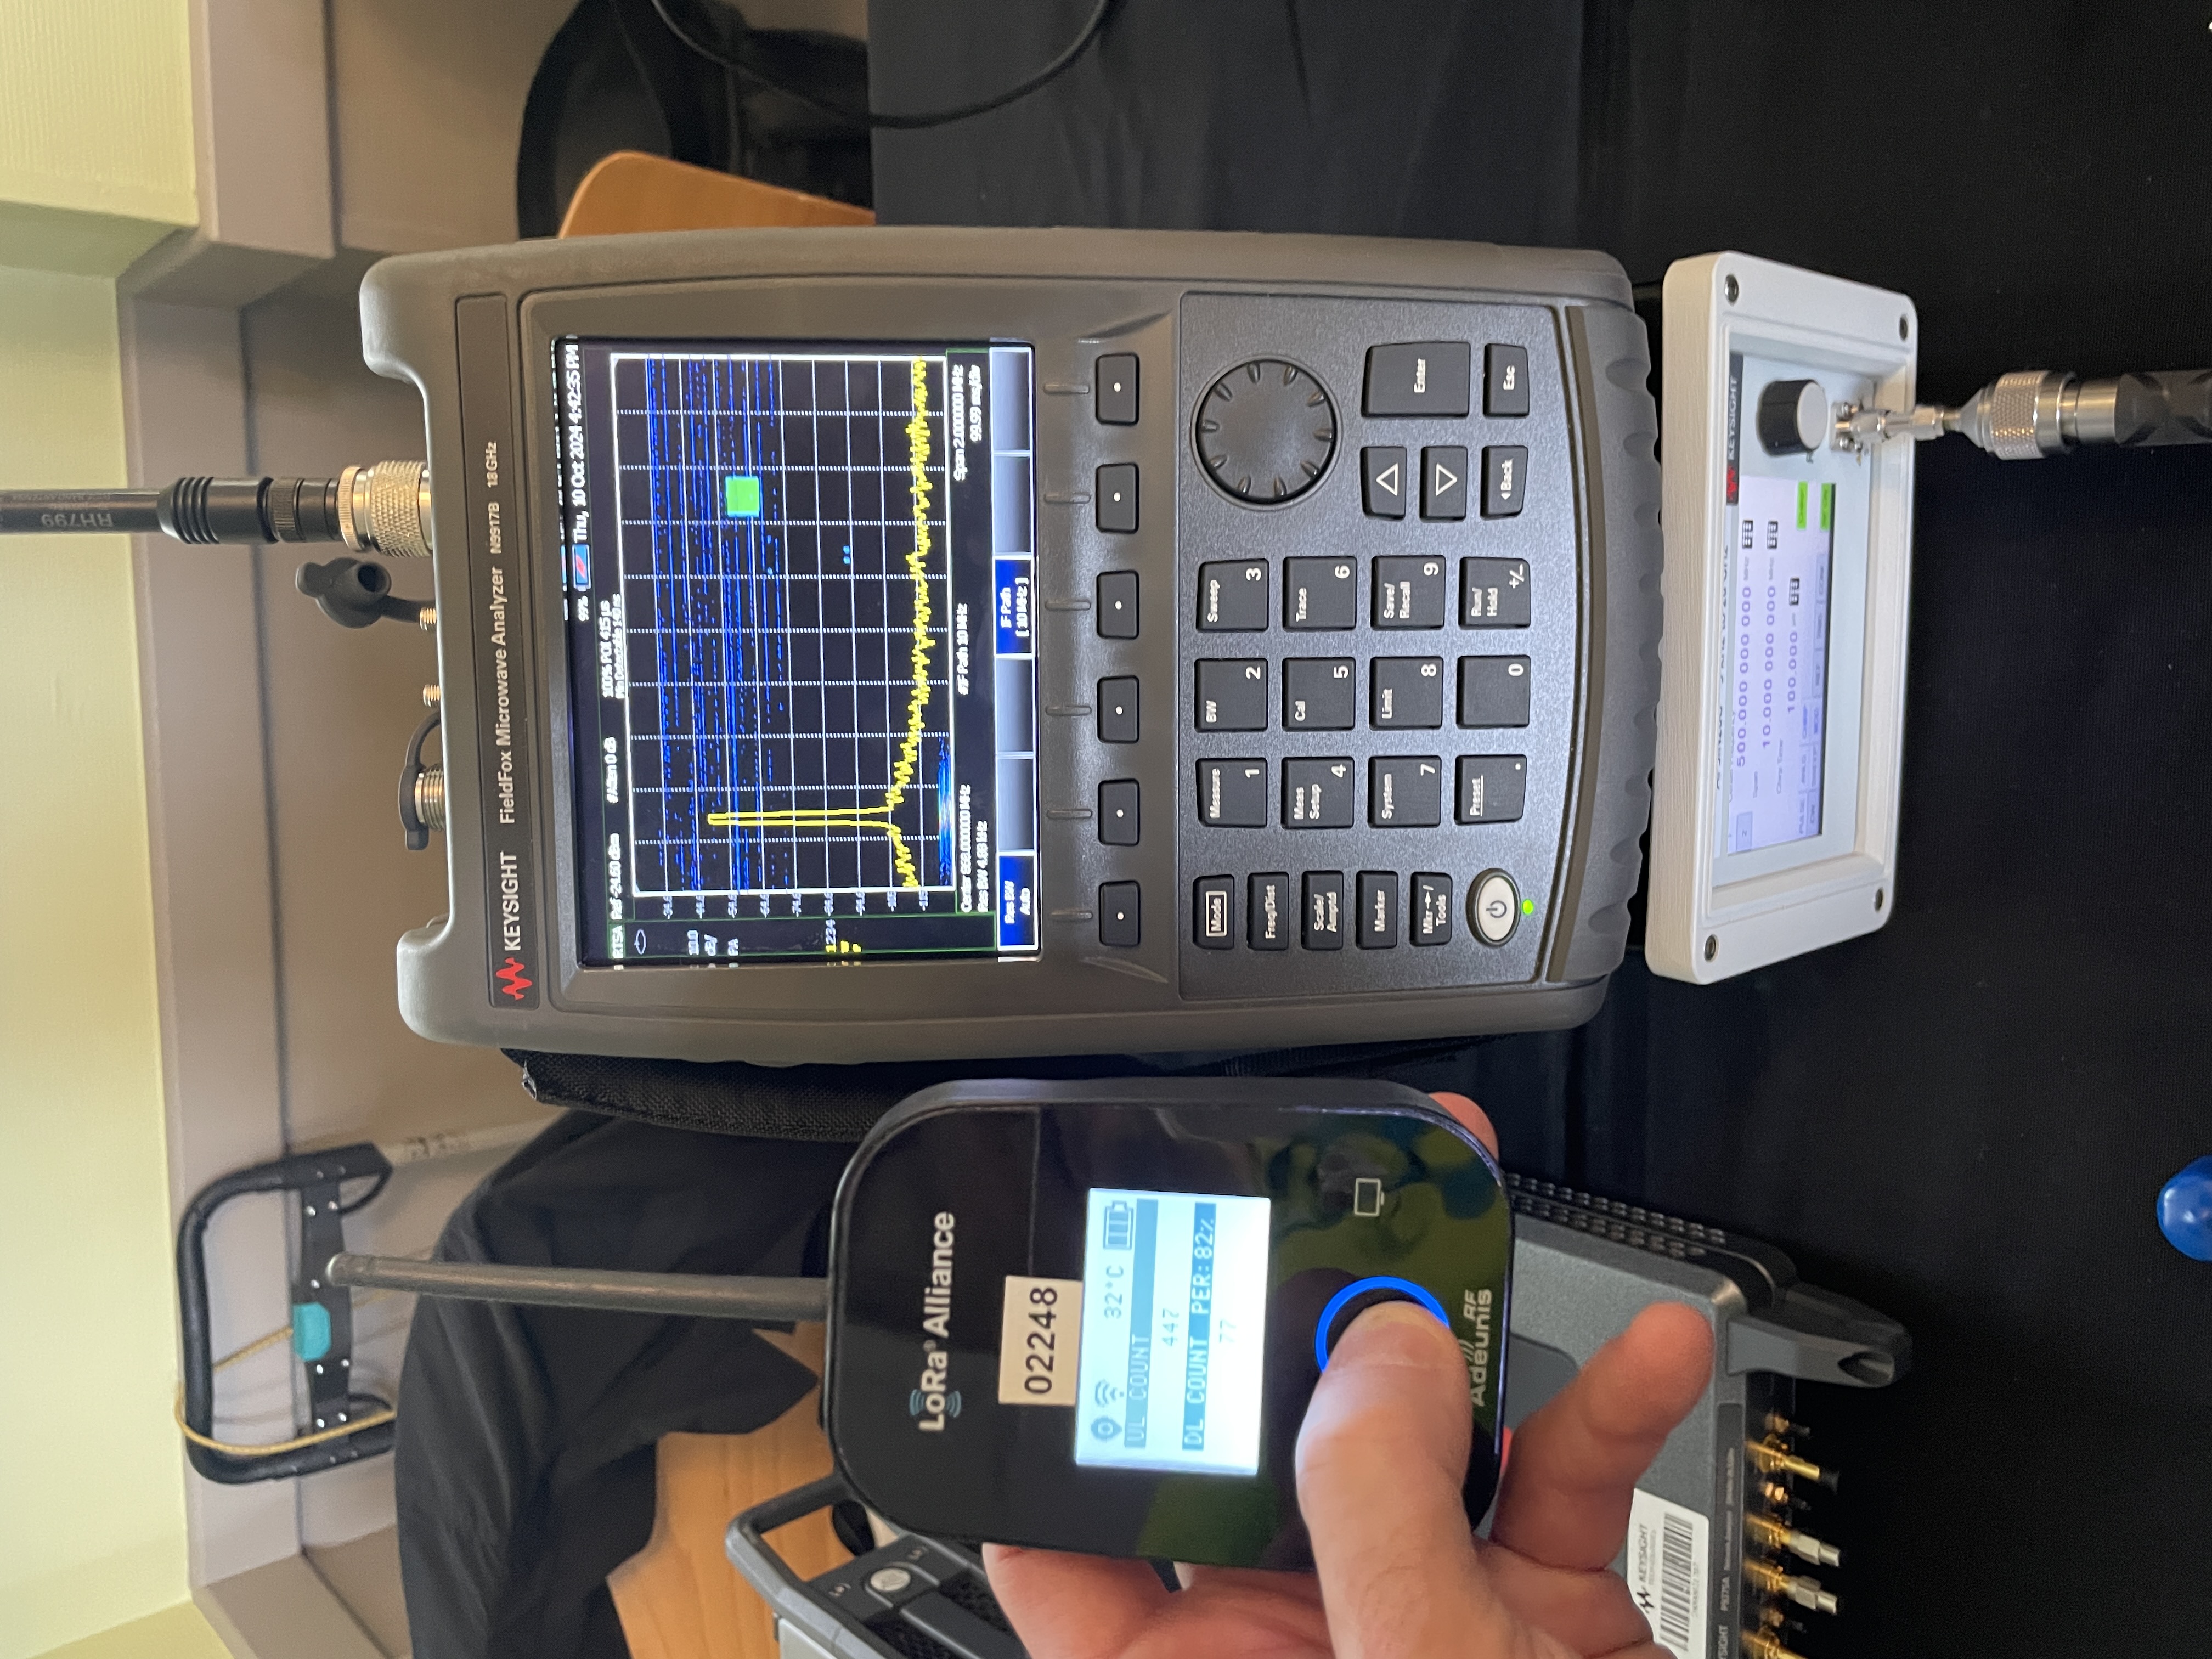 RH799
KEYSIGHT FieldFox Microwave Analyzer N9917B 18 GHz
99% Thu, 10 Oct 2024 4:42:35 PM
RTSA Ref -24.60 dBm #Atten 0 dB 100% POI 415 µs
Min Detectable 140 ns
-34.6
-44.6
-54.6
-64.6
-74.6
-84.6
-94.6
-105
-115
10.0
dB/
PA
1234
Center 868.000000 MHz #IF Path 10 MHz Span 2.000000 MHz
Res BW 4.88 kHz 99.99 ms/div
Res BW
Auto
IF Path
[ 10 MHz ]
LoRa® Alliance
02248
32°C
UL COUNT
447
DL COUNT PER:82%
77
Adeunis RF
Mode
Measure 1
BW 2
Sweep 3
Freq/Dist
Scale/
Amptd
Meas
Setup 4
Cal 5
Trace 6
Marker
System 7
Limit 8
Save/
Recall 9
Enter
Mkr→/
Tools
Preset .
0
Run/
Hold +/−
Back
Esc
KEYSIGHT
KEYSIGHT
500.000 000 000 MHz
Span
10.000 000 000 MHz
100.000